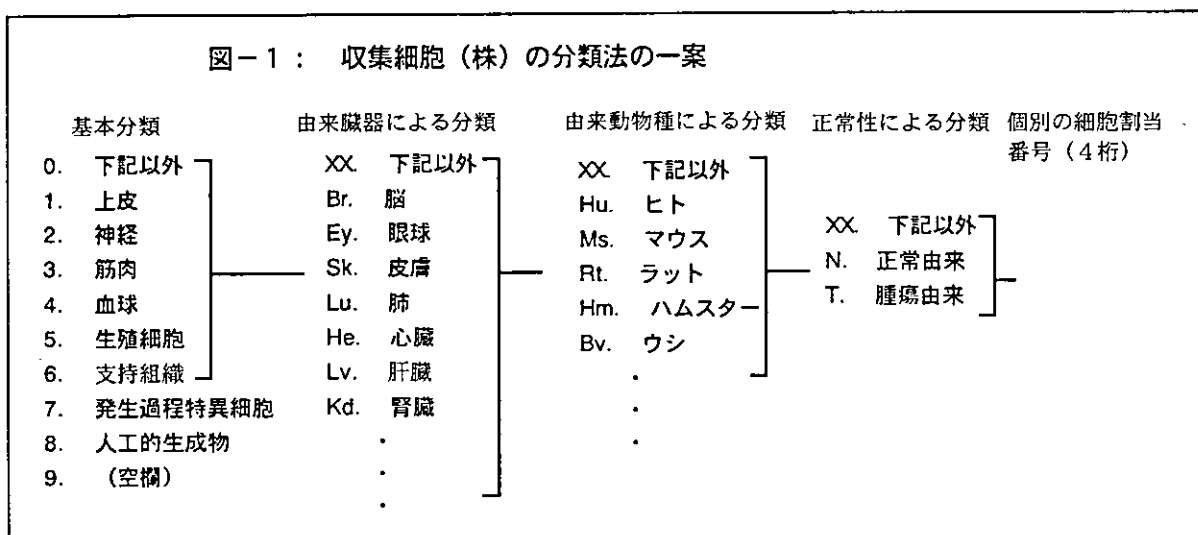 図－1： 収集細胞（株）の分類法の一案
基本分類
0. 下記以外
1. 上皮
2. 神経
3. 筋肉
4. 血球
5. 生殖細胞
6. 支持組織
7. 発生過程特異細胞
8. 人工的生成物
9. （空欄）
由来臓器による分類
XX. 下記以外
Br. 脳
Ey. 眼球
Sk. 皮膚
Lu. 肺
He. 心臓
Lv. 肝臓
Kd. 腎臓
・
・
・
由来動物種による分類
XX. 下記以外
Hu. ヒト
Ms. マウス
Rt. ラット
Hm. ハムスター
Bv. ウシ
・
・
・
正常性による分類
XX. 下記以外
N. 正常由来
T. 腫瘍由来
個別の細胞割当
番号（4桁）